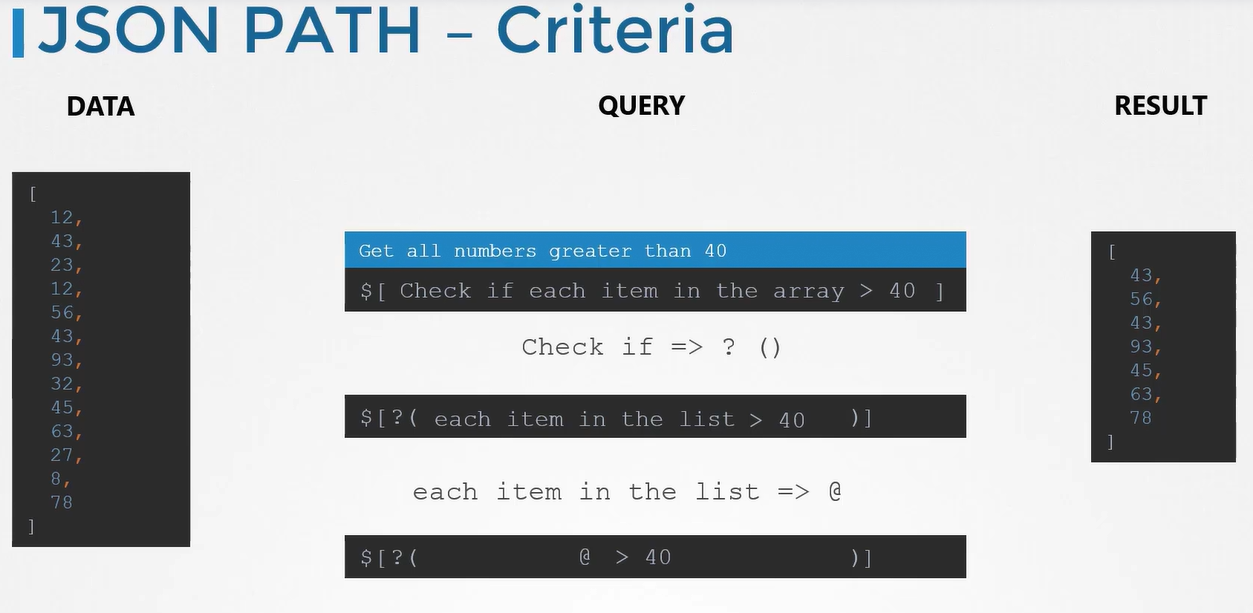 JSON PATH – Criteria
DATA
QUERY
RESULT
[
12,
43,
23,
12,
56,
43,
93,
32,
45,
63,
27,
8,
78
]
Get all numbers greater than 40
$[ Check if each item in the array > 40 ]
Check if => ? ()
$[?( each item in the list > 40 )]
each item in the list => @
$[?( @ > 40 )]
[
43,
56,
43,
93,
45,
63,
78
]